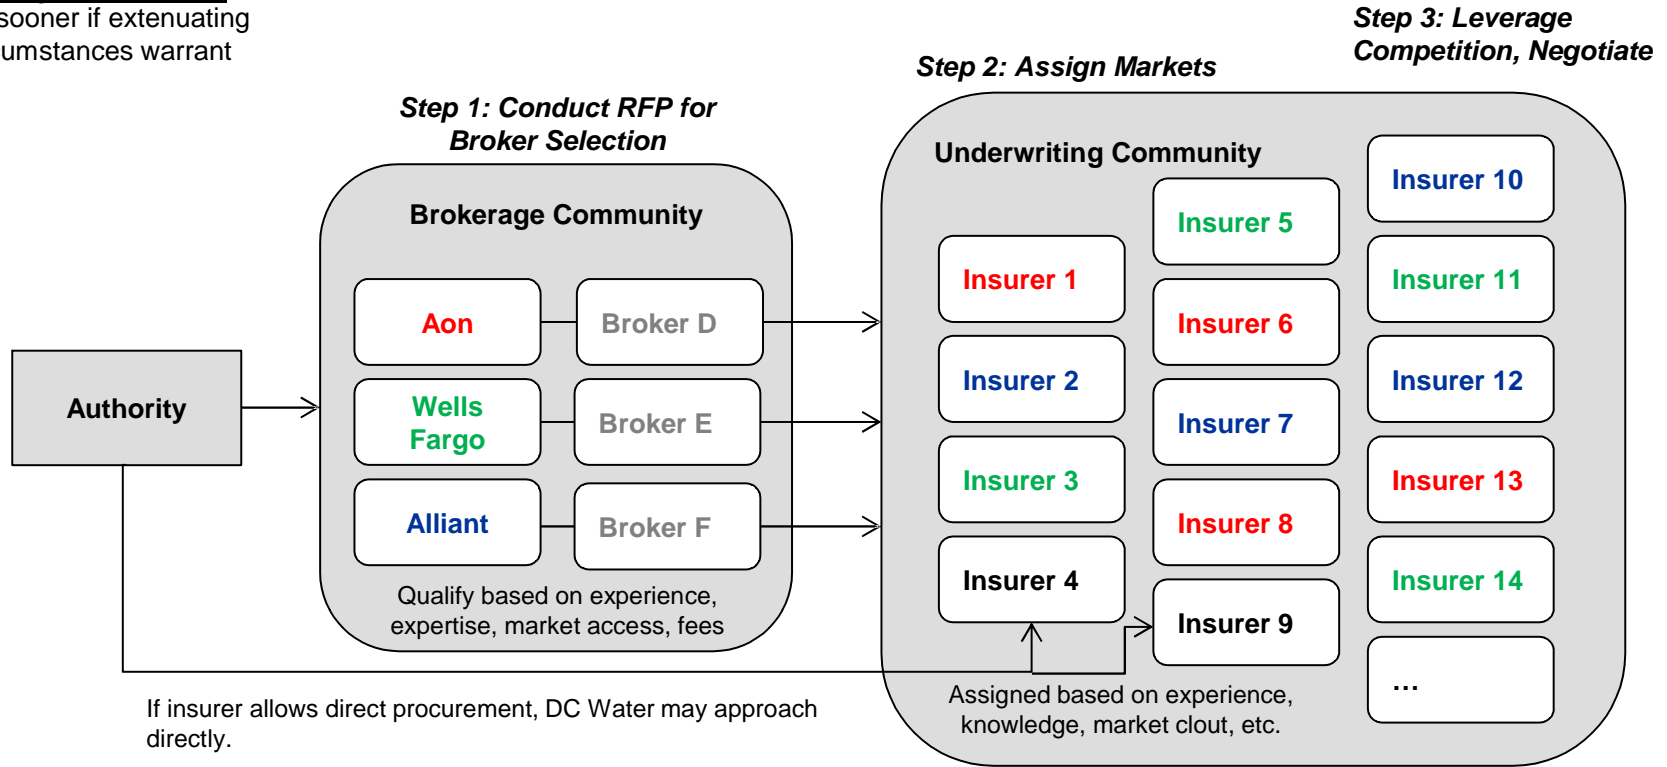 sooner if extenuating
cumstances warrant
Step 1: Conduct RFP for
Broker Selection
Step 2: Assign Markets
Step 3: Leverage
Competition, Negotiate
Authority
Brokerage Community
Aon
Broker D
Wells
Fargo
Broker E
Alliant
Broker F
Qualify based on experience,
expertise, market access, fees
Underwriting Community
Insurer 1
Insurer 2
Insurer 3
Insurer 4
Insurer 5
Insurer 6
Insurer 7
Insurer 8
Insurer 9
Insurer 10
Insurer 11
Insurer 12
Insurer 13
Insurer 14
...
Assigned based on experience,
knowledge, market clout, etc.
If insurer allows direct procurement, DC Water may approach
directly.